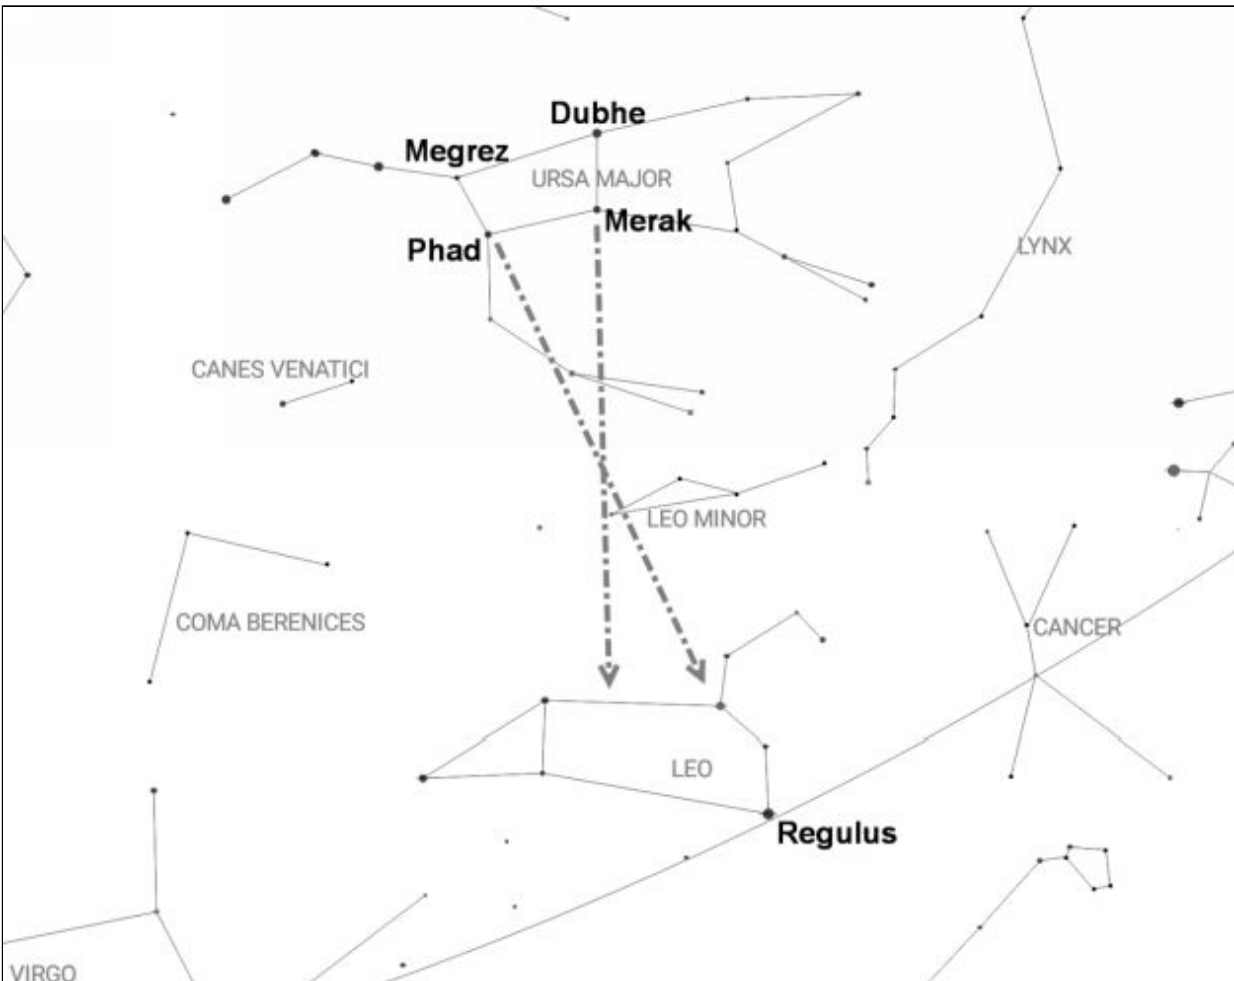 Dubhe
Megrez
URSA MAJOR
Merak
Phad
LYNX
CANES VENATICI
LEO MINOR
COMA BERENICES
CANCER
LEO
Regulus
VIRGO